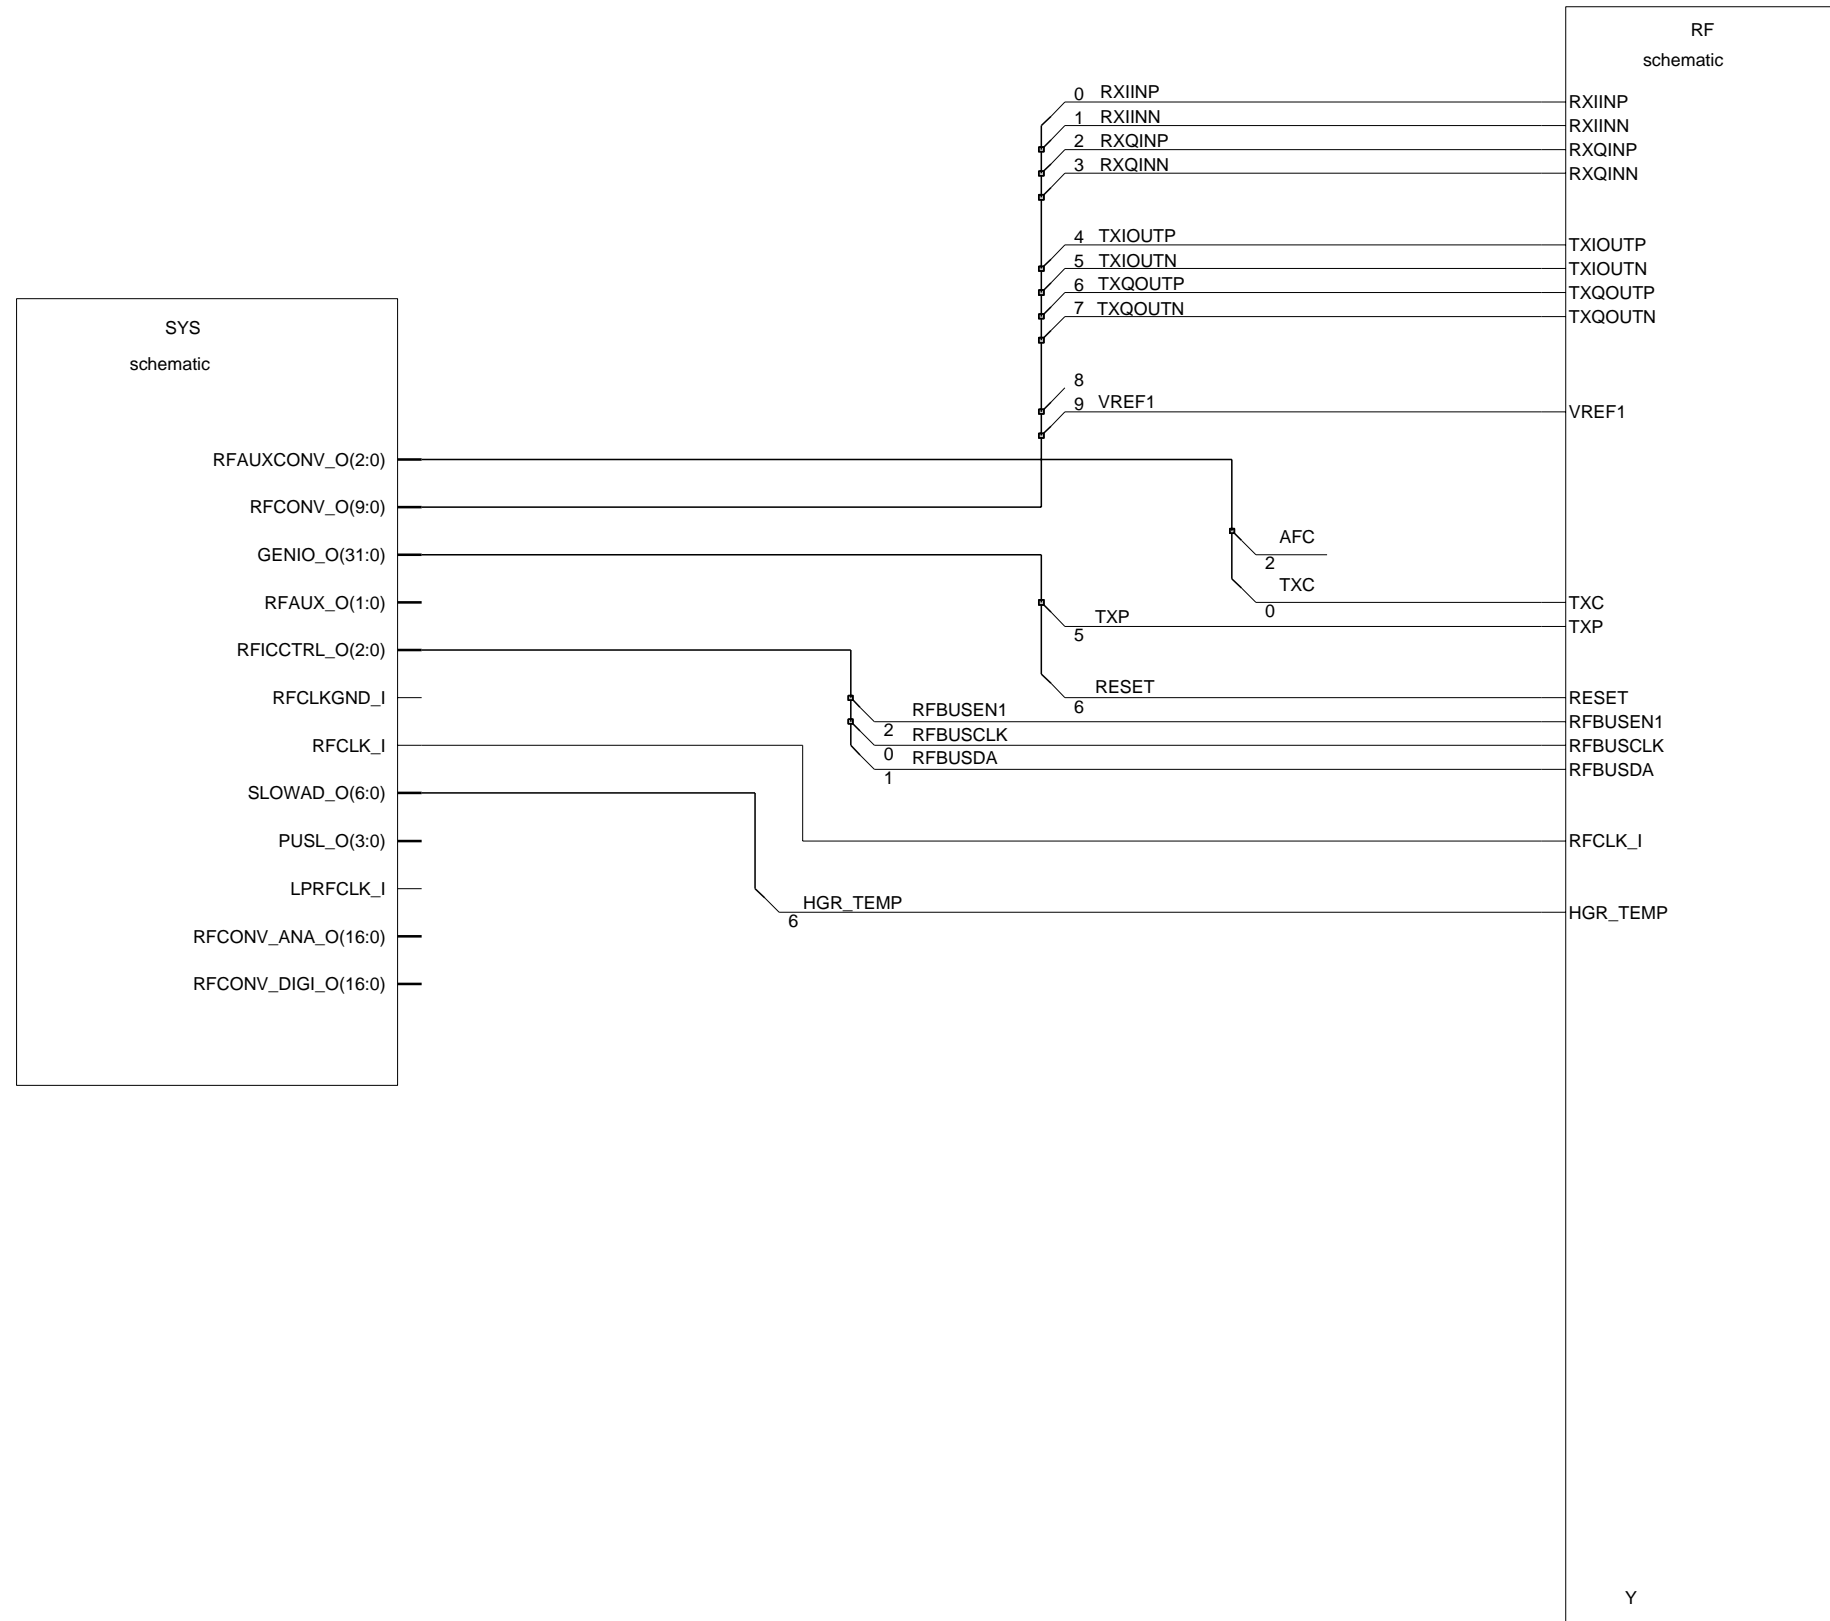 RF
schematic
0 RXIINP
RXIINP
1 RXIINN
RXIINN
2 RXQINP
RXQINP
3 RXQINN
RXQINN
4 TXIOUTP
TXIOUTP
5 TXIOUTN
TXIOUTN
6 TXQOUTP
TXQOUTP
7 TXQOUTN
TXQOUTN
8
9 VREF1
VREF1
SYS
schematic
RFAUXCONV_O(2:0)
RFCONV_O(9:0)
GENIO_O(31:0)
RFAUX_O(1:0)
RFICCTRL_O(2:0)
RFCLKGND_I
RFCLK_I
SLOWAD_O(6:0)
PUSL_O(3:0)
LPRFCLK_I
RFCONV_ANA_O(16:0)
RFCONV_DIGI_O(16:0)
AFC
2
TXC
0
TXC
TXP
5
TXP
RESET
6
RESET
RFBUSEN1
2
RFBUSEN1
RFBUSCLK
0
RFBUSCLK
RFBUSDA
1
RFBUSDA
RFCLK_I
HGR_TEMP
6
HGR_TEMP
Y